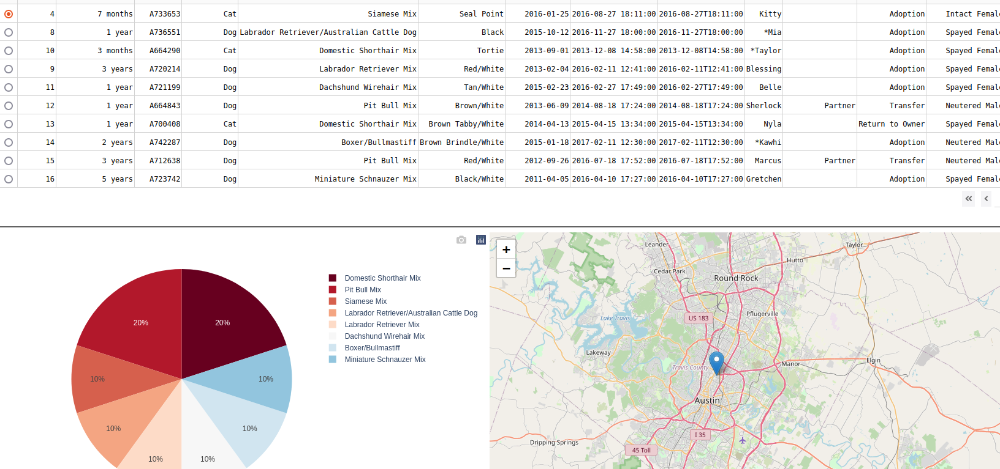 4 7 months A733653 Cat Siamese Mix Seal Point 2016-01-25 2016-08-27 18:11:00 2016-08-27T18:11:00 Kitty Adoption Intact Femal
8 1 year A736551 Dog Labrador Retriever/Australian Cattle Dog Black 2015-10-12 2016-11-27 18:00:00 2016-11-27T18:00:00 *Mia Adoption Spayed Femal
10 3 months A664290 Cat Domestic Shorthair Mix Tortie 2013-09-01 2013-12-08 14:58:00 2013-12-08T14:58:00 *Taylor Adoption Spayed Femal
9 3 years A720214 Dog Labrador Retriever Mix Red/White 2013-02-04 2016-02-11 12:41:00 2016-02-11T12:41:00 Blessing Adoption Spayed Femal
11 1 year A721199 Dog Dachshund Wirehair Mix Tan/White 2015-02-23 2016-02-27 17:49:00 2016-02-27T17:49:00 Belle Adoption Spayed Femal
12 1 year A664843 Dog Pit Bull Mix Brown/White 2013-06-09 2014-08-18 17:24:00 2014-08-18T17:24:00 Sherlock Partner Transfer Neutered Mal
13 1 year A700408 Cat Domestic Shorthair Mix Brown Tabby/White 2014-04-13 2015-04-15 13:34:00 2015-04-15T13:34:00 Nyla Return to Owner Spayed Femal
14 2 years A742287 Dog Boxer/Bullmastiff Brown Brindle/White 2015-01-18 2017-02-11 12:30:00 2017-02-11T12:30:00 *Kawhi Adoption Neutered Mal
15 3 years A712638 Dog Pit Bull Mix Red/White 2012-09-26 2016-07-18 17:52:00 2016-07-18T17:52:00 Marcus Partner Transfer Neutered Mal
16 5 years A723742 Dog Miniature Schnauzer Mix Black/White 2011-04-05 2016-04-10 17:27:00 2016-04-10T17:27:00 Gretchen Adoption Spayed Femal
20%
20%
10%
10%
10%
10%
10%
10%
Domestic Shorthair Mix
Pit Bull Mix
Siamese Mix
Labrador Retriever/Australian Cattle Dog
Labrador Retriever Mix
Dachshund Wirehair Mix
Boxer/Bullmastiff
Miniature Schnauzer Mix
+
−
Leander
Taylor
Hutto
Cedar Park
Round Rock
Pflugerville
US 183
Lake Travis
Lakeway
Travis County
Manor
Elgin
Austin
I 35
Dripping Springs
45 Toll